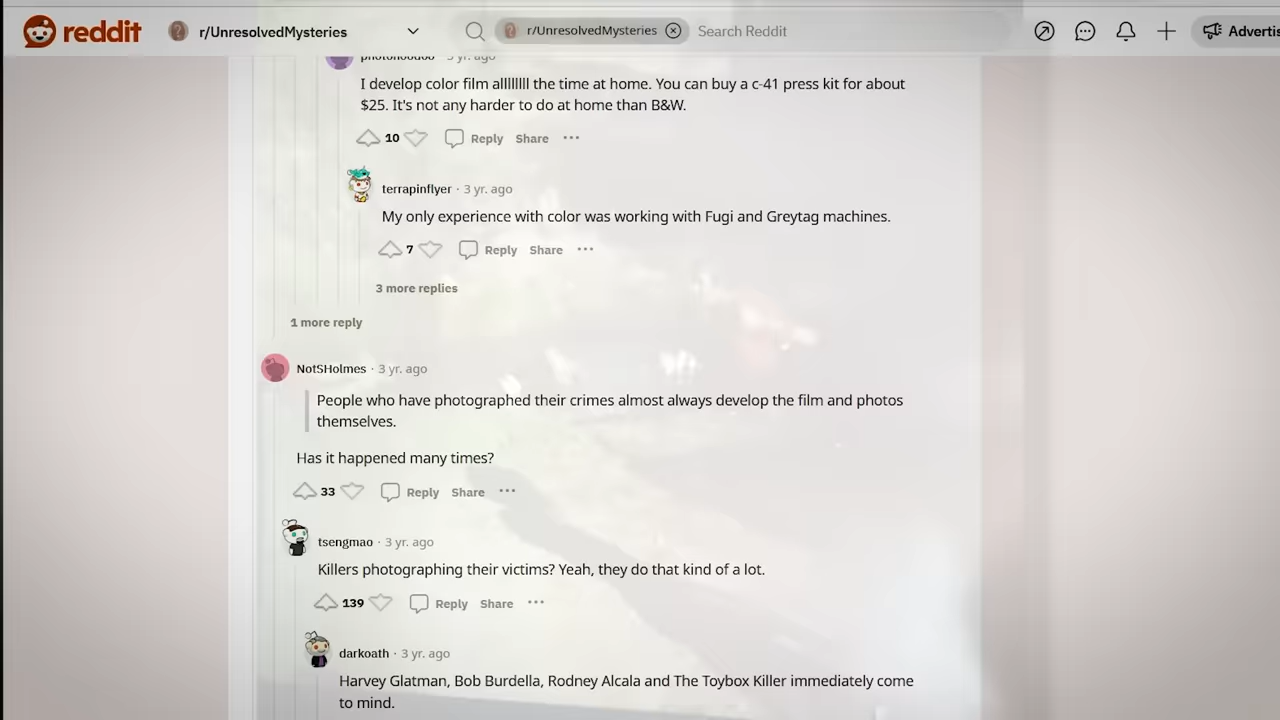 reddit r/UnresolvedMysteries r/UnresolvedMysteries Search Reddit Advertis
3 yr. ago
I develop color film allllllll the time at home. You can buy a c-41 press kit for about
$25. It's not any harder to do at home than B&W.
10 Reply Share
terrapinflyer · 3 yr. ago
My only experience with color was working with Fugi and Greytag machines.
7 Reply Share
3 more replies
1 more reply
NotSHolmes · 3 yr. ago
People who have photographed their crimes almost always develop the film and photos
themselves.
Has it happened many times?
33 Reply Share
tsengmao · 3 yr. ago
Killers photographing their victims? Yeah, they do that kind of a lot.
139 Reply Share
darkoath · 3 yr. ago
Harvey Glatman, Bob Burdella, Rodney Alcala and The Toybox Killer immediately come
to mind.